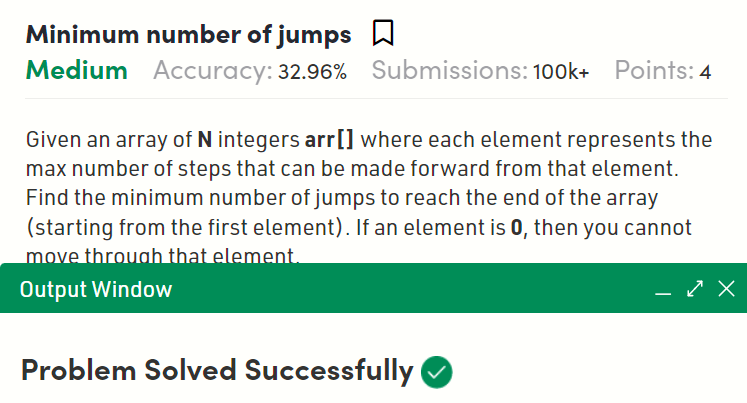 Minimum number of jumps
Medium Accuracy: 32.96% Submissions: 100k+ Points: 4
Given an array of N integers arr[] where each element represents the
max number of steps that can be made forward from that element.
Find the minimum number of jumps to reach the end of the array
(starting from the first element). If an element is 0, then you cannot
move through that element.
Output Window
Problem Solved Successfully